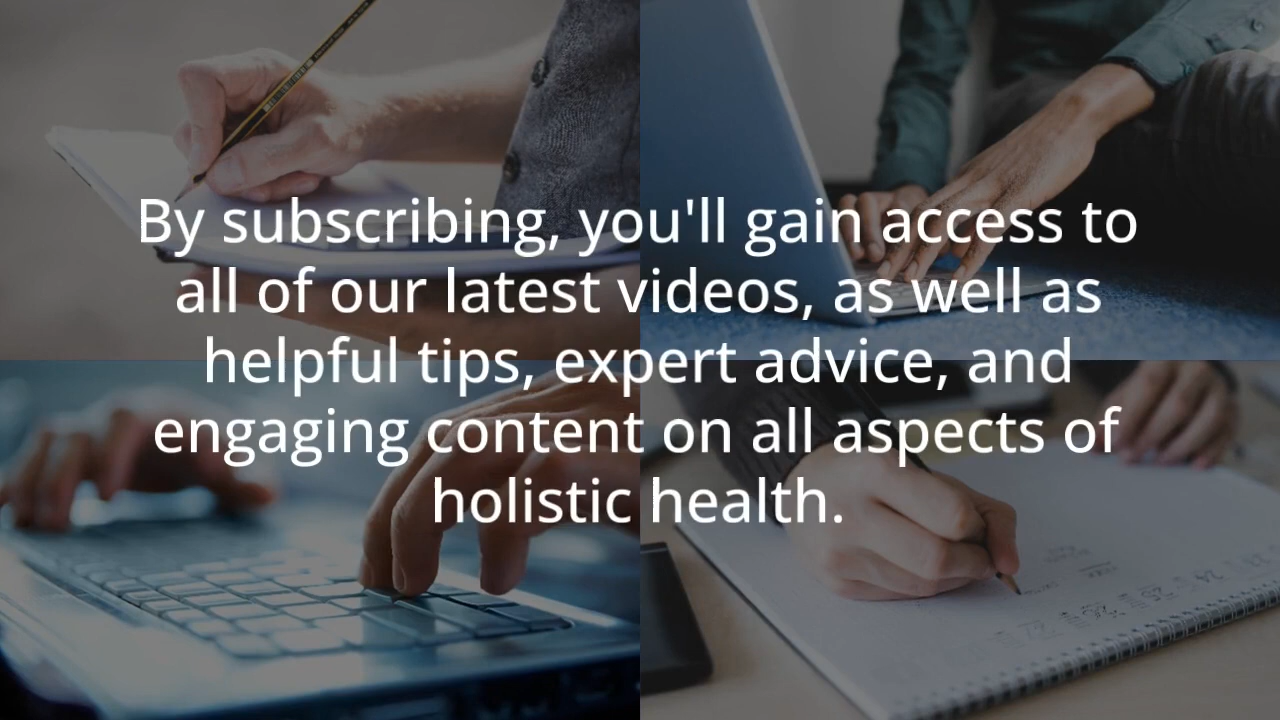 By subscribing, you'll gain access to
all of our latest videos, as well as
helpful tips, expert advice, and
engaging content on all aspects of
holistic health.